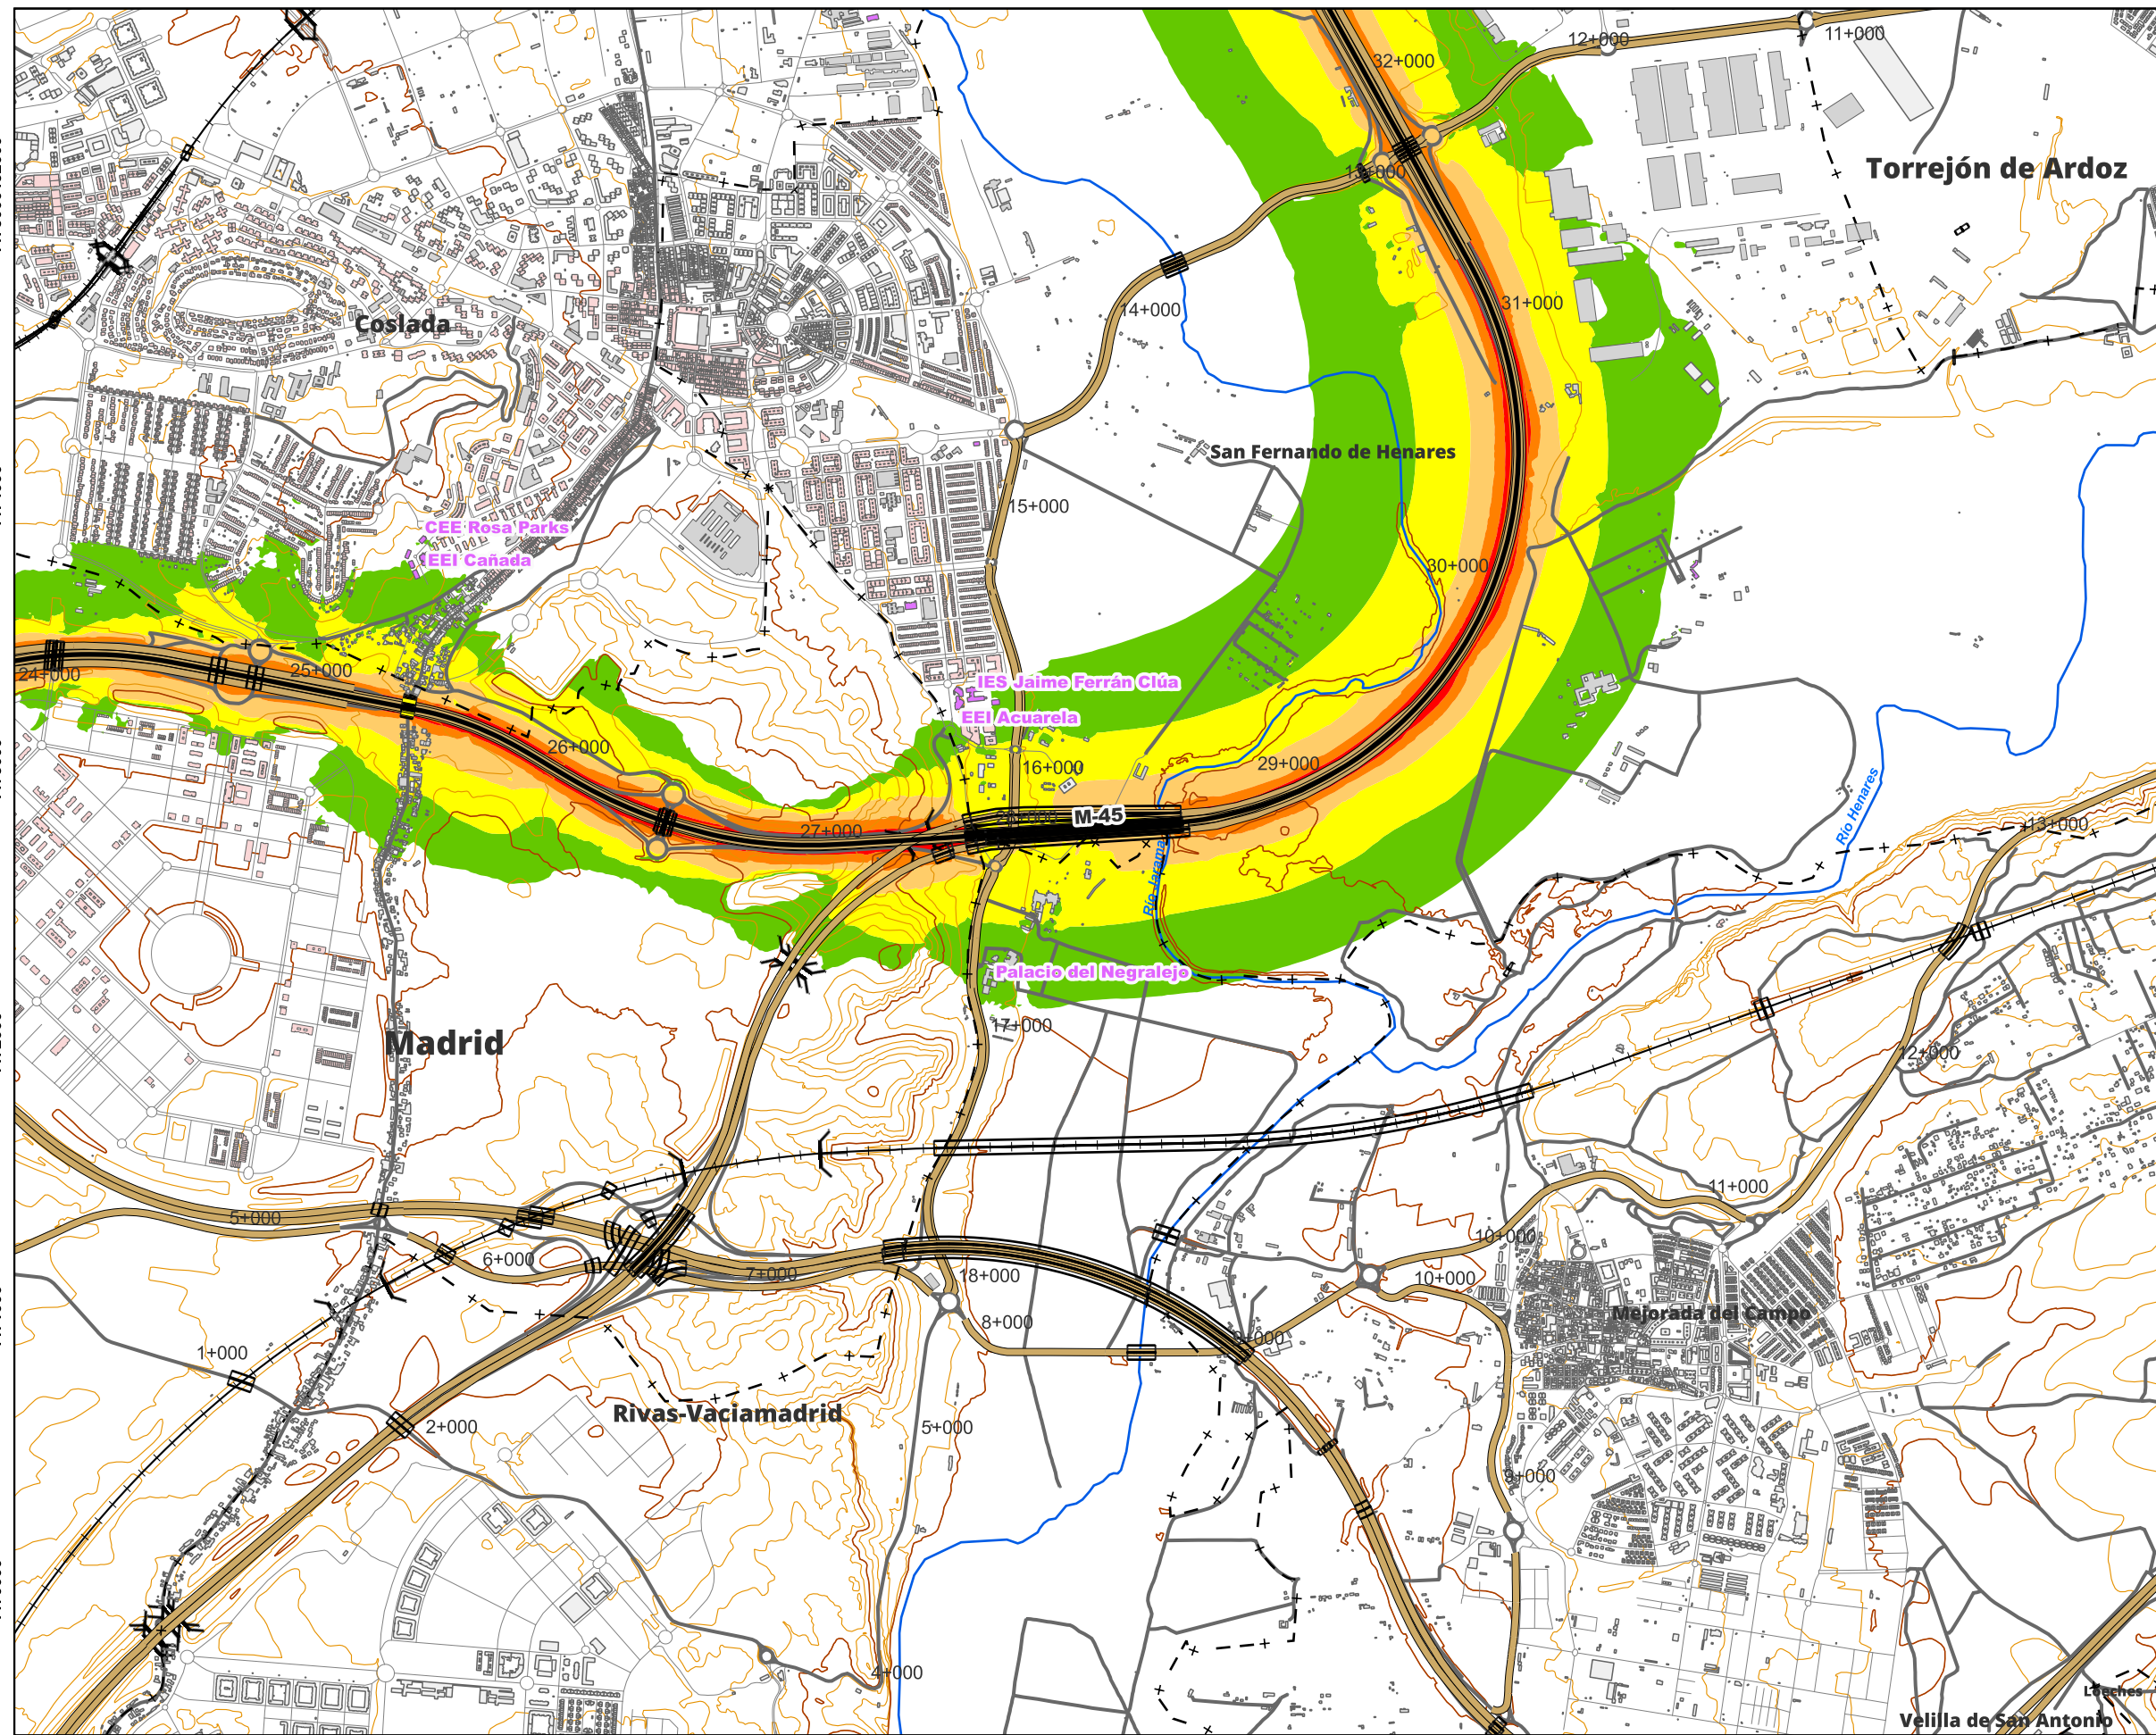 32+000
12+000
11+000
13+000
Torrejón de Ardoz
31+000
14+000
Coslada
San Fernando de Henares
15+000
CEE Rosa Parks
EEI Cañada
30+000
24+000
25+000
IES Jaime Ferrán Clúa
EEI Acuarela
26+000
16+000
29+000
27+000
M-45
Río Henares
13+000
Río Jarama
Palacio del Negralejo
17+000
Madrid
12+000
11+000
5+000
10+000
6+000
7+000
18+000
10+000
8+000
Mejorada del Campo
9+000
1+000
Rivas-Vaciamadrid
2+000
5+000
9+000
4+000
Loeches
Velilla de San Antonio